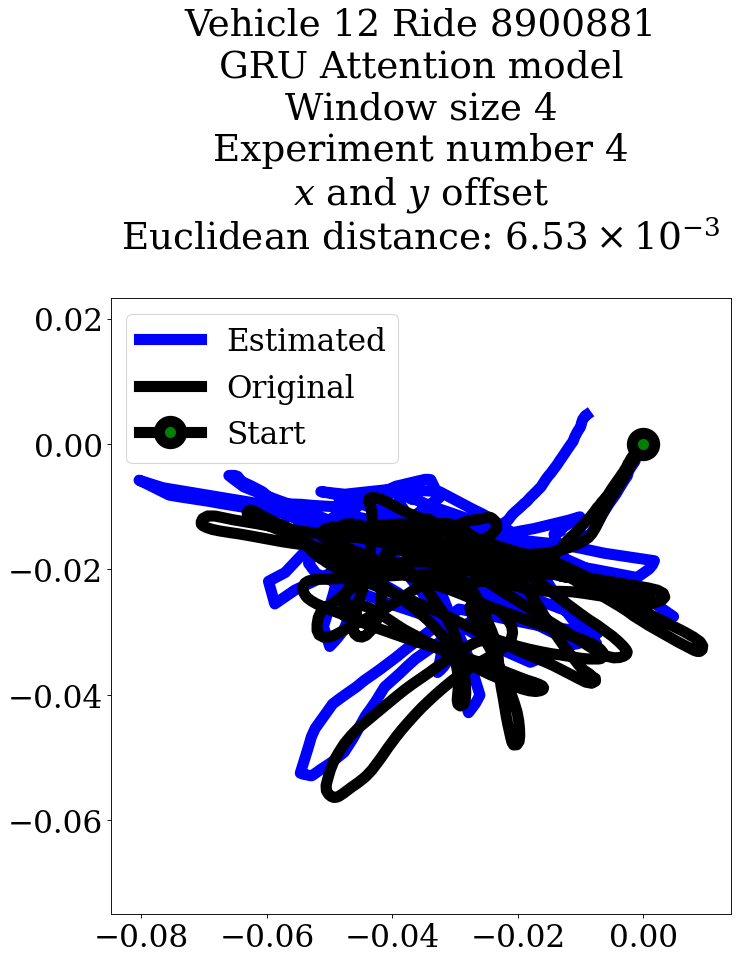 Vehicle 12 Ride 8900881
GRU Attention model
Window size 4
Experiment number 4
x and y offset
Euclidean distance: 6.53 × 10⁻³
Estimated
Original
Start
0.02
0.00
−0.02
−0.04
−0.06
−0.08 −0.06 −0.04 −0.02 0.00